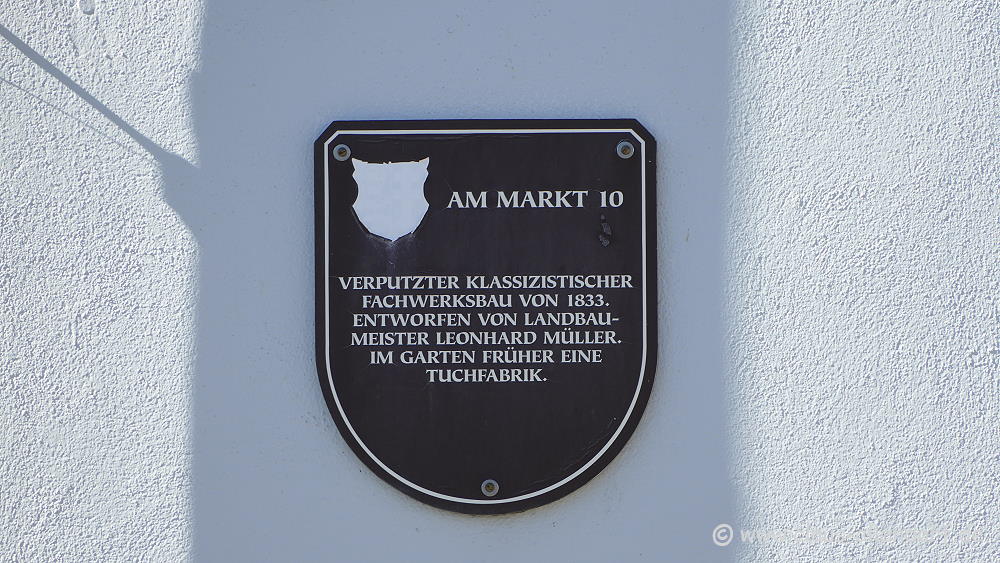 AM MARKT 10
VERPUTZTER KLASSIZISTISCHER
FACHWERKSBAU VON 1833.
ENTWORFEN VON LANDBAU-
MEISTER LEONHARD MÜLLER.
IM GARTEN FRÜHER EINE
TUCHFABRIK.
©